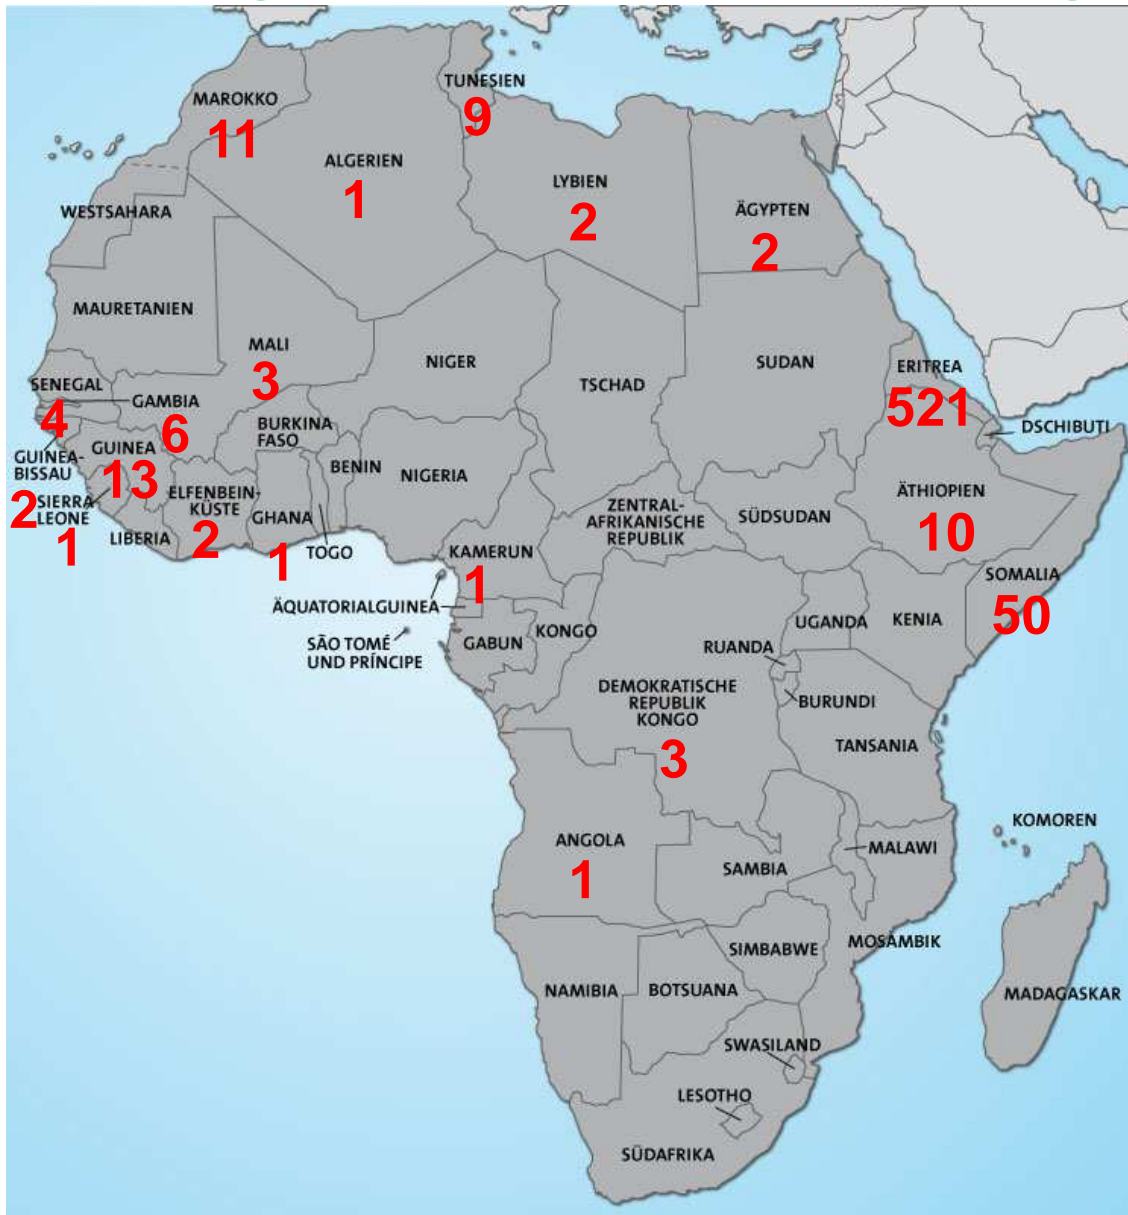 TUNESIEN
9
MAROKKO
11
ALGERIEN
1
LYBIEN
2
ÄGYPTEN
2
WESTSAHARA
MAURETANIEN
MALI
3
NIGER
TSCHAD
SUDAN
ERITREA
521
SENEGAL
4
GAMBIA
6
BURKINA
FASO
DSCHIBUTI
GUINEA-
BISSAU
2
GUINEA
13
BENIN
NIGERIA
SIERRA
LEONE
1
ELFENBEIN-
KÜSTE
2
GHANA
1
LIBERIA
TOGO
ZENTRAL-
AFRIKANISCHE
REPUBLIK
SÜDSUDAN
ÄTHIOPIEN
10
KAMERUN
1
SOMALIA
50
ÄQUATORIALGUINEA
SÃO TOMÉ
UND PRÍNCIPE
GABUN
KONGO
UGANDA
KENIA
RUANDA
DEMOKRATISCHE
REPUBLIK
KONGO
3
BURUNDI
TANSANIA
KOMOREN
ANGOLA
1
SAMBIA
MALAWI
SIMBABWE
MOSAMBIK
NAMIBIA
BOTSUANA
MADAGASKAR
SWASILAND
LESOTHO
SÜDAFRIKA